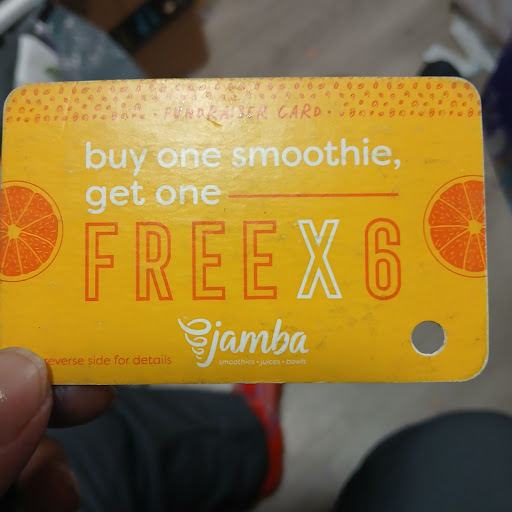 FUNDRAISER CARD
buy one smoothie,
get one
FREE X 6
jamba
smoothies • juices • bowls
reverse side for details